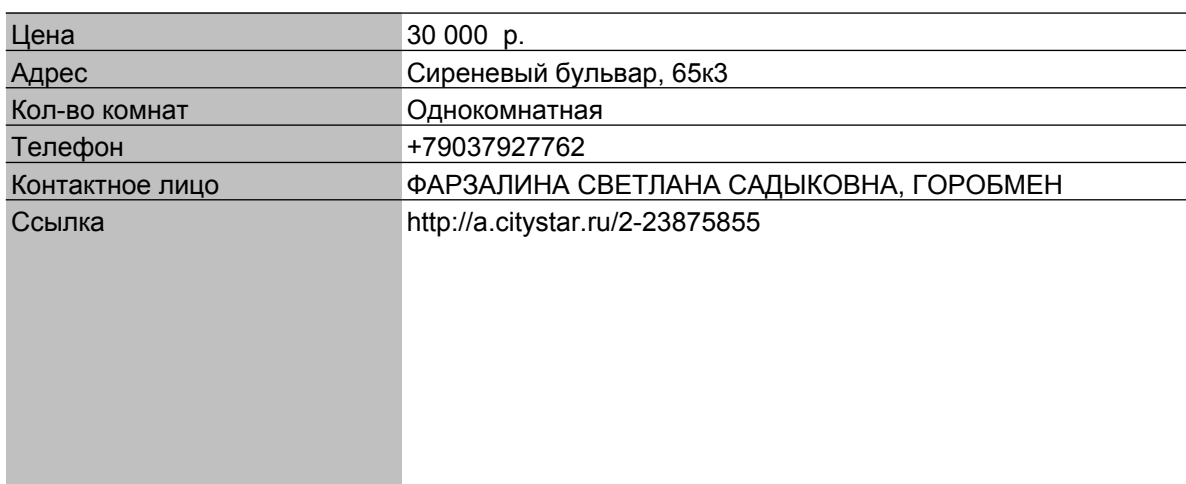 Цена 30 000 р.
Адрес Сиреневый бульвар, 65к3
Кол-во комнат Однокомнатная
Телефон +79037927762
Контактное лицо ФАРЗАЛИНА СВЕТЛАНА САДЫКОВНА, ГОРОБМЕН
Ссылка http://a.citystar.ru/2-23875855